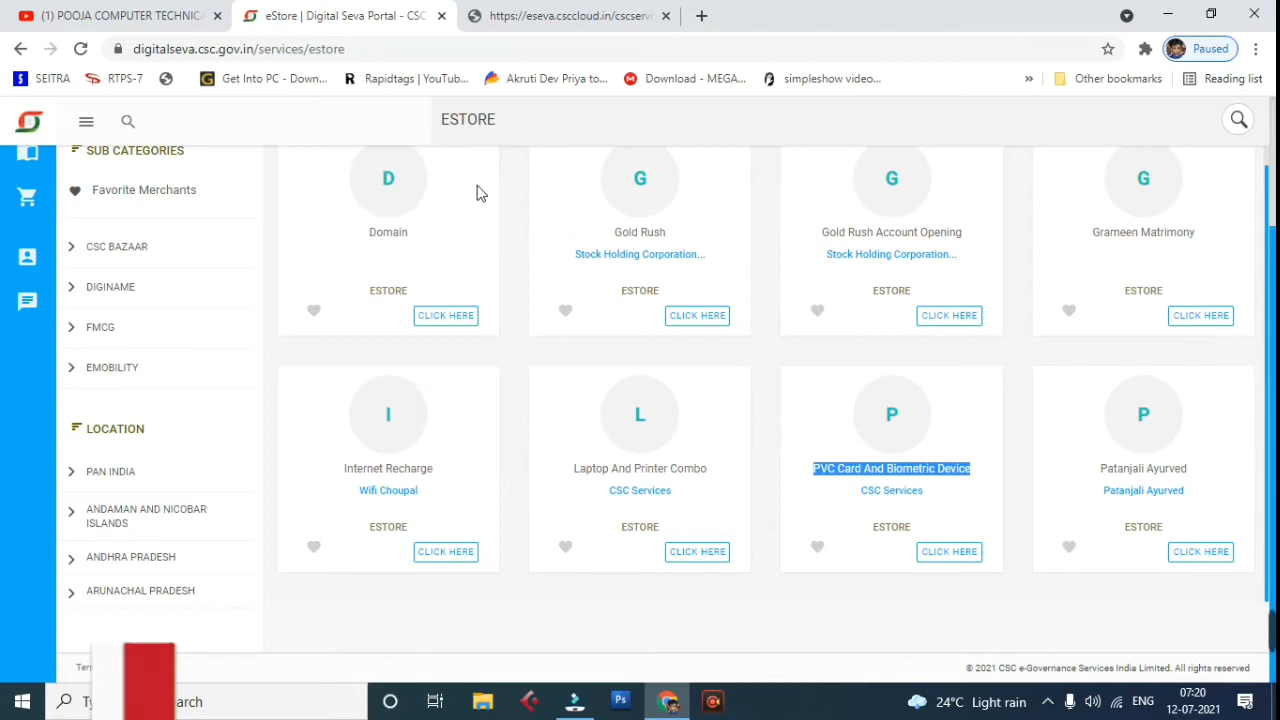 (1) POOJA COMPUTER TECHNICA
eStore | Digital Seva Portal - CSC
https://eseva.csccloud.in/cscserv
digitalseva.csc.gov.in/services/estore
Paused
SEITRA
RTPS-7
Get Into PC - Down...
Rapidtags | YouTub...
Akruti Dev Priya to...
Download - MEGA...
simpleshow video...
»
Other bookmarks
Reading list
ESTORE
SUB CATEGORIES
Favorite Merchants
CSC BAZAAR
DIGINAME
FMCG
EMOBILITY
LOCATION
PAN INDIA
ANDAMAN AND NICOBAR
ISLANDS
ANDHRA PRADESH
ARUNACHAL PRADESH
D
Domain
ESTORE
CLICK HERE
G
Gold Rush
Stock Holding Corporation...
ESTORE
CLICK HERE
G
Gold Rush Account Opening
Stock Holding Corporation...
ESTORE
CLICK HERE
G
Grameen Matrimony
ESTORE
CLICK HERE
I
Internet Recharge
Wifi Choupal
ESTORE
CLICK HERE
L
Laptop And Printer Combo
CSC Services
ESTORE
CLICK HERE
P
PVC Card And Biometric Device
CSC Services
ESTORE
CLICK HERE
P
Patanjali Ayurved
Patanjali Ayurved
ESTORE
CLICK HERE
Ter
© 2021 CSC e-Governance Services India Limited. All rights reserved
Ty
arch
Ps
24°C Light rain
ENG
07:20
12-07-2021